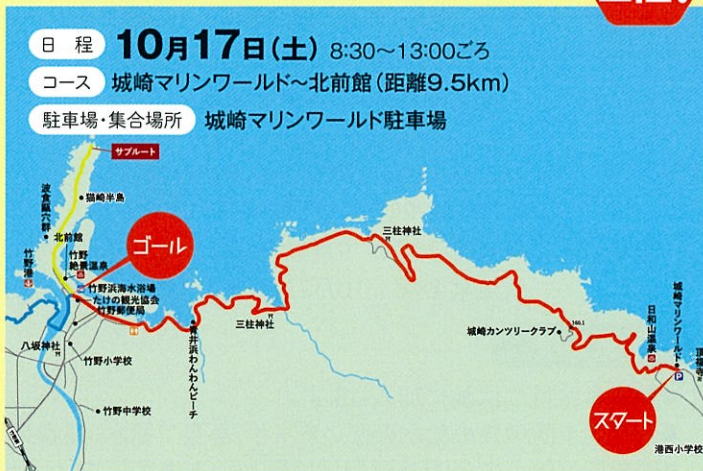 日程 10月17日(土) 8:30～13:00ごろ
コース 城崎マリンワールド～北前館(距離9.5km)
駐車場・集合場所 城崎マリンワールド駐車場
サブルート
猫崎半島
波食甌穴群
北前館
ゴール
竹野港
竹野
絶景温泉
竹野浜海水浴場
たけの観光協会
竹野郵便局
八坂神社
竹野小学校
竹野中学校
青井浜わんわんビーチ
三柱神社
三柱神社
城崎カンツリークラブ
166.1
日和山温泉
城崎マリンワールド
P
スタート
港西小学校